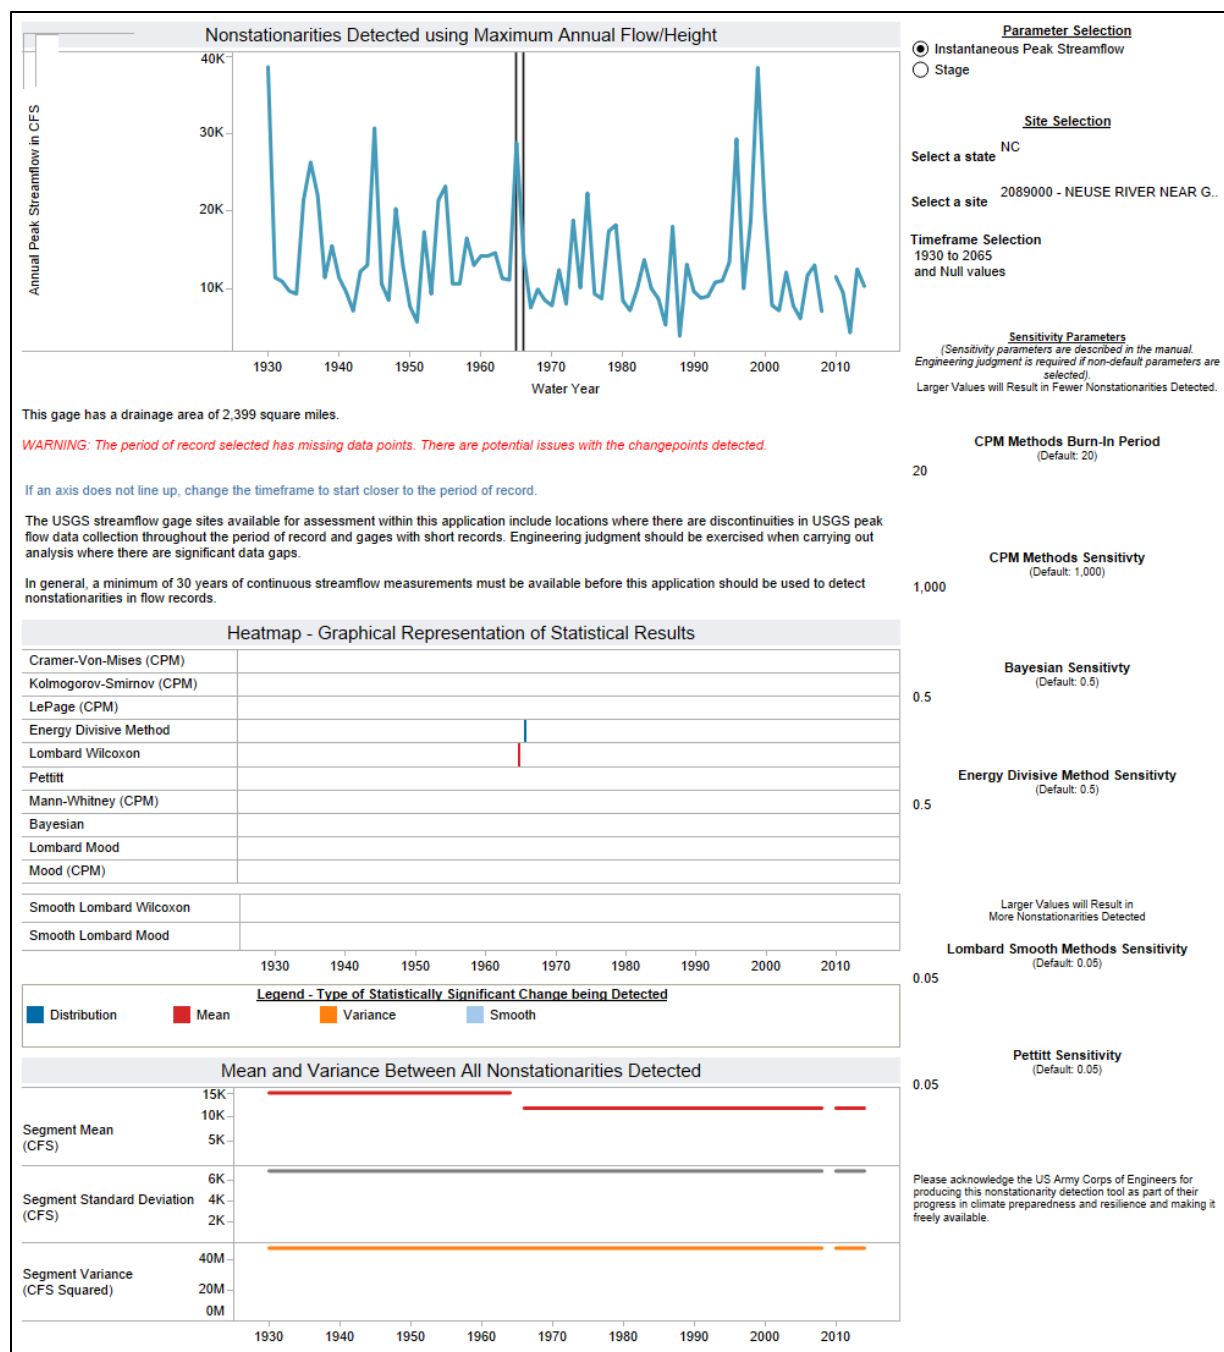 Nonstationarities Detected using Maximum Annual Flow/Height
Annual Peak Streamflow in CFS
40K
30K
20K
10K
1930 1940 1950 1960 1970 1980 1990 2000 2010
Water Year
This gage has a drainage area of 2,399 square miles.
WARNING: The period of record selected has missing data points. There are potential issues with the changepoints detected.
If an axis does not line up, change the timeframe to start closer to the period of record.
The USGS streamflow gage sites available for assessment within this application include locations where there are discontinuities in USGS peak
flow data collection throughout the period of record and gages with short records. Engineering judgment should be exercised when carrying out
analysis where there are significant data gaps.
In general, a minimum of 30 years of continuous streamflow measurements must be available before this application should be used to detect
nonstationarities in flow records.
Heatmap - Graphical Representation of Statistical Results
Cramer-Von-Mises (CPM)
Kolmogorov-Smirnov (CPM)
LePage (CPM)
Energy Divisive Method
Lombard Wilcoxon
Pettitt
Mann-Whitney (CPM)
Bayesian
Lombard Mood
Mood (CPM)
Smooth Lombard Wilcoxon
Smooth Lombard Mood
1930 1940 1950 1960 1970 1980 1990 2000 2010
Legend - Type of Statistically Significant Change being Detected
Distribution Mean Variance Smooth
Mean and Variance Between All Nonstationarities Detected
Segment Mean
(CFS)
15K
10K
5K
Segment Standard Deviation
(CFS)
6K
4K
2K
Segment Variance
(CFS Squared)
40M
20M
0M
1930 1940 1950 1960 1970 1980 1990 2000 2010
Parameter Selection
Instantaneous Peak Streamflow
Stage
Site Selection
Select a state NC
Select a site 2089000 - NEUSE RIVER NEAR G..
Timeframe Selection
1930 to 2065
and Null values
Sensitivity Parameters
(Sensitivity parameters are described in the manual.
Engineering judgment is required if non-default parameters are
selected).
Larger Values will Result in Fewer Nonstationarities Detected.
CPM Methods Burn-In Period
(Default: 20)
20
CPM Methods Sensitivty
(Default: 1,000)
1,000
Bayesian Sensitivty
(Default: 0.5)
0.5
Energy Divisive Method Sensitivty
(Default: 0.5)
0.5
Larger Values will Result in
More Nonstationarities Detected
Lombard Smooth Methods Sensitivity
(Default: 0.05)
0.05
Pettitt Sensitivity
(Default: 0.05)
0.05
Please acknowledge the US Army Corps of Engineers for
producing this nonstationarity detection tool as part of their
progress in climate preparedness and resilience and making it
freely available.